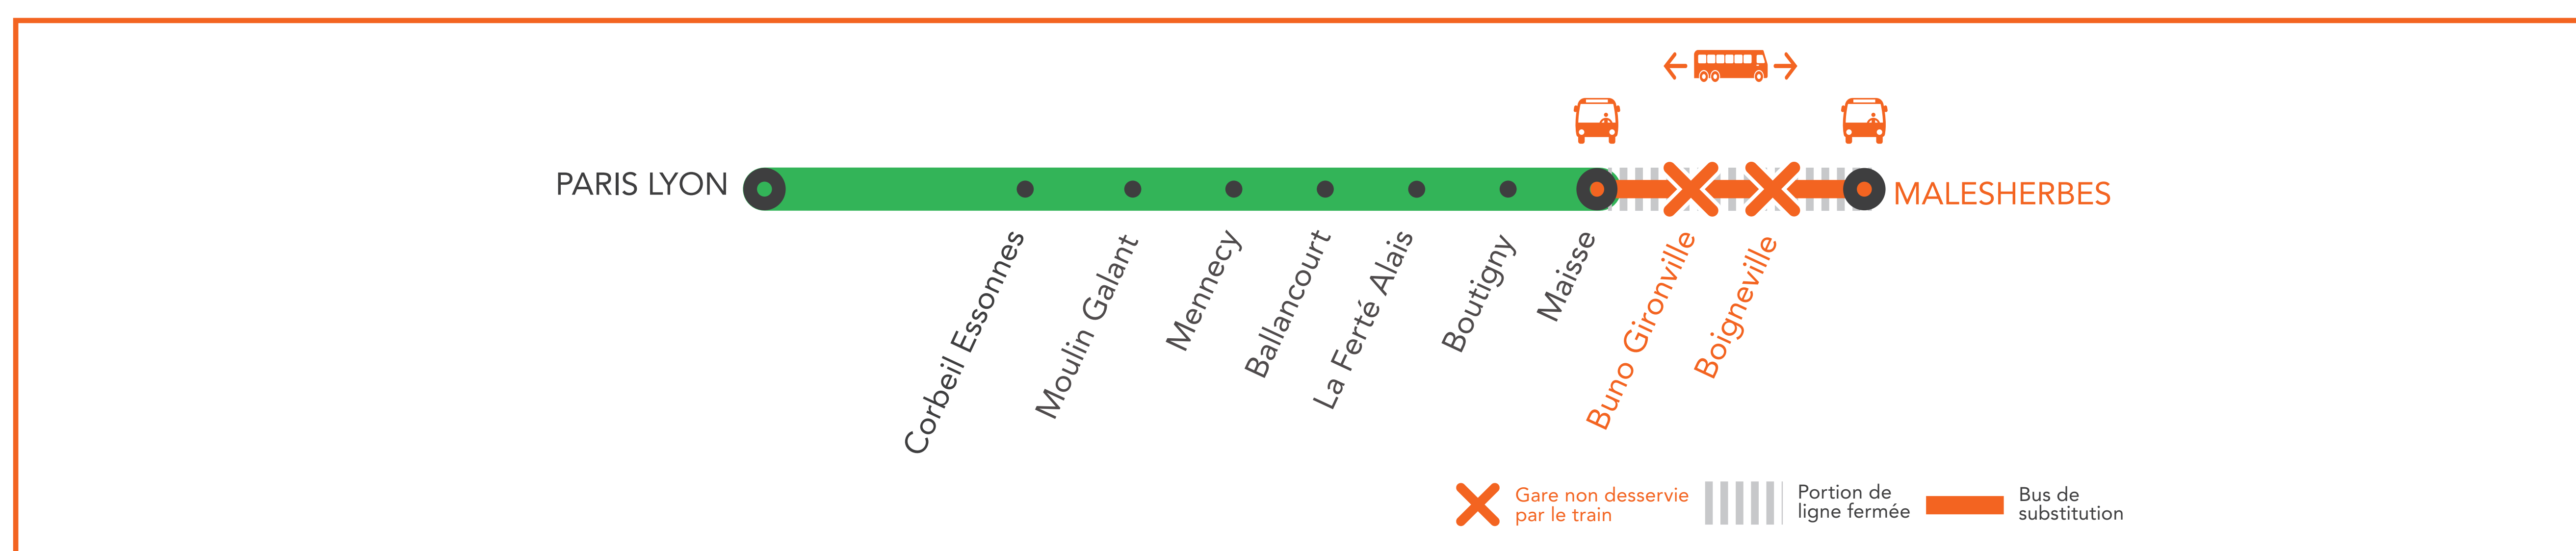 PARIS LYON
MALESHERBES
Corbeil Essonnes
Moulin Galant
Mennecy
Ballancourt
La Ferté Alais
Boutigny
Maisse
Buno Gironville
Boigneville
Gare non desservie
par le train
Portion de
ligne fermée
Bus de
substitution